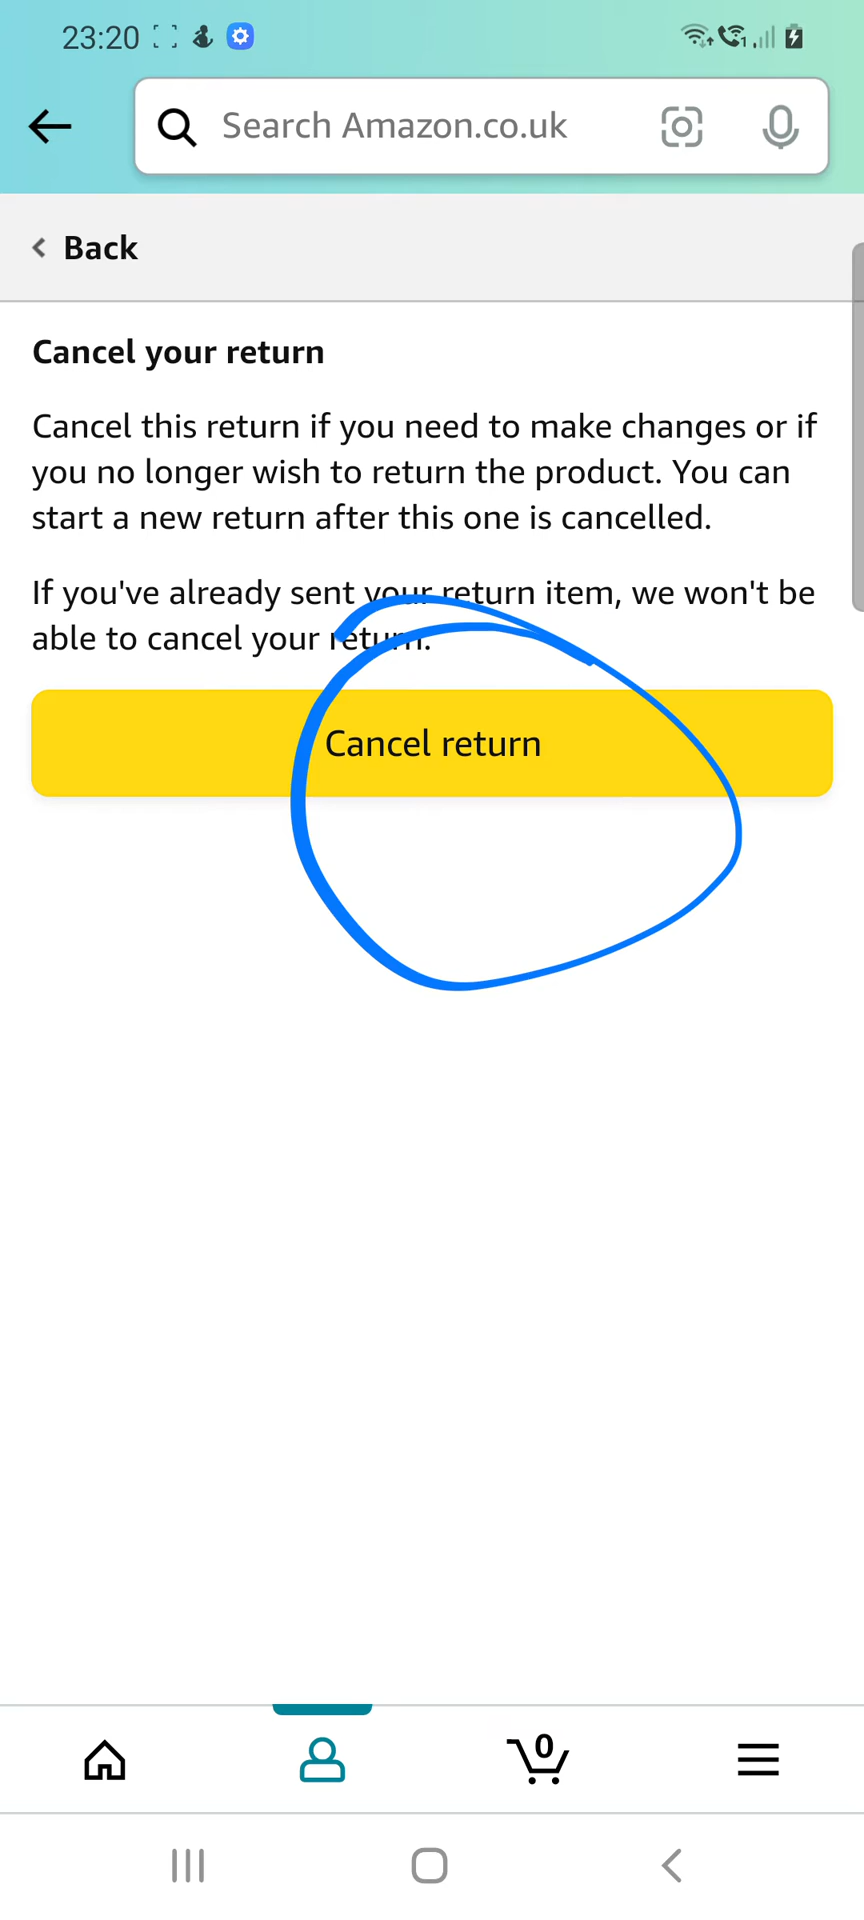 23:20
Search Amazon.co.uk
Back
Cancel your return
Cancel this return if you need to make changes or if
you no longer wish to return the product. You can
start a new return after this one is cancelled.
If you've already sent your return item, we won't be
able to cancel your return.
Cancel return
0